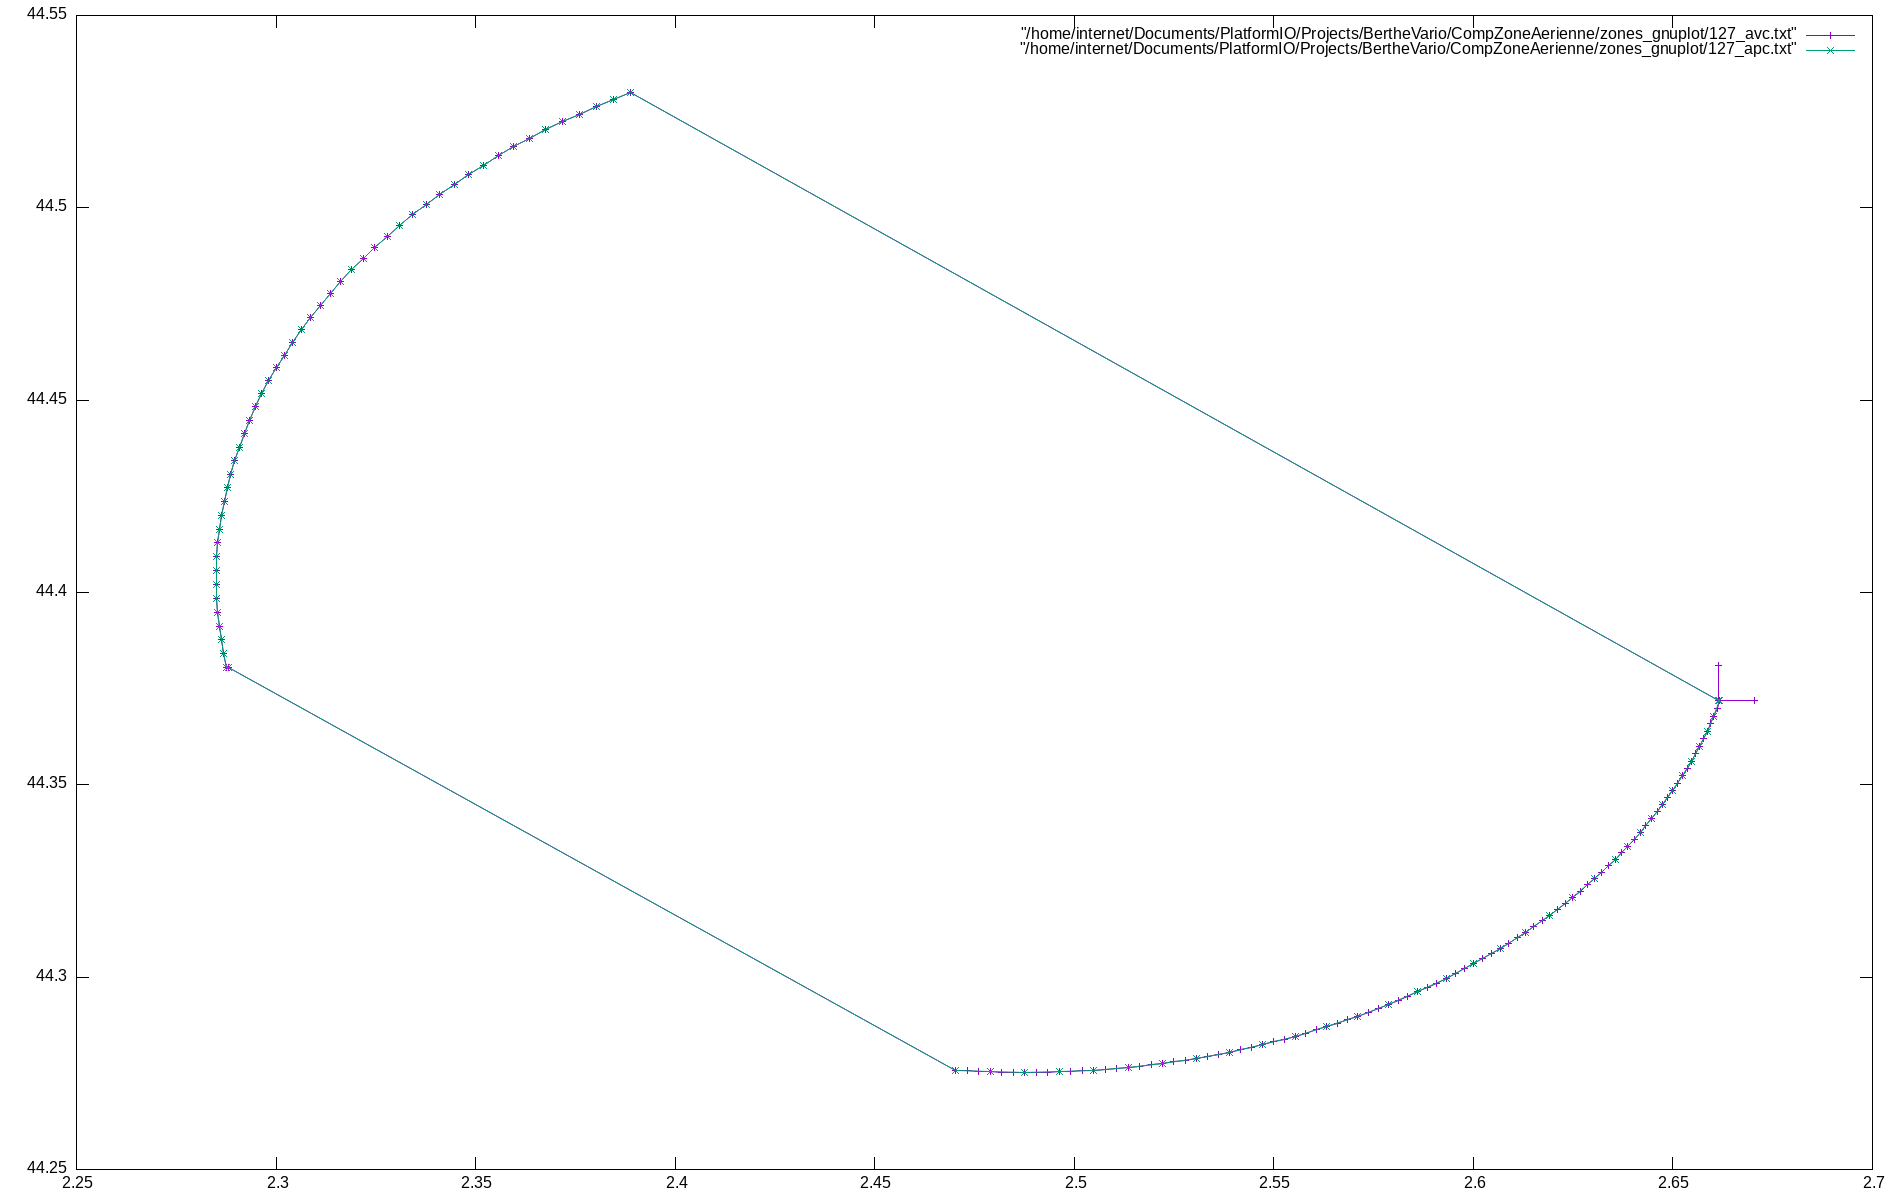 44.55
"/home/internet/Documents/PlatformIO/Projects/BertheVario/CompZoneAerienne/zones_gnuplot/127_avc.txt"
"/home/internet/Documents/PlatformIO/Projects/BertheVario/CompZoneAerienne/zones_gnuplot/127_apc.txt"
44.5
44.45
44.4
44.35
44.3
44.25
2.25 2.3 2.35 2.4 2.45 2.5 2.55 2.6 2.65 2.7